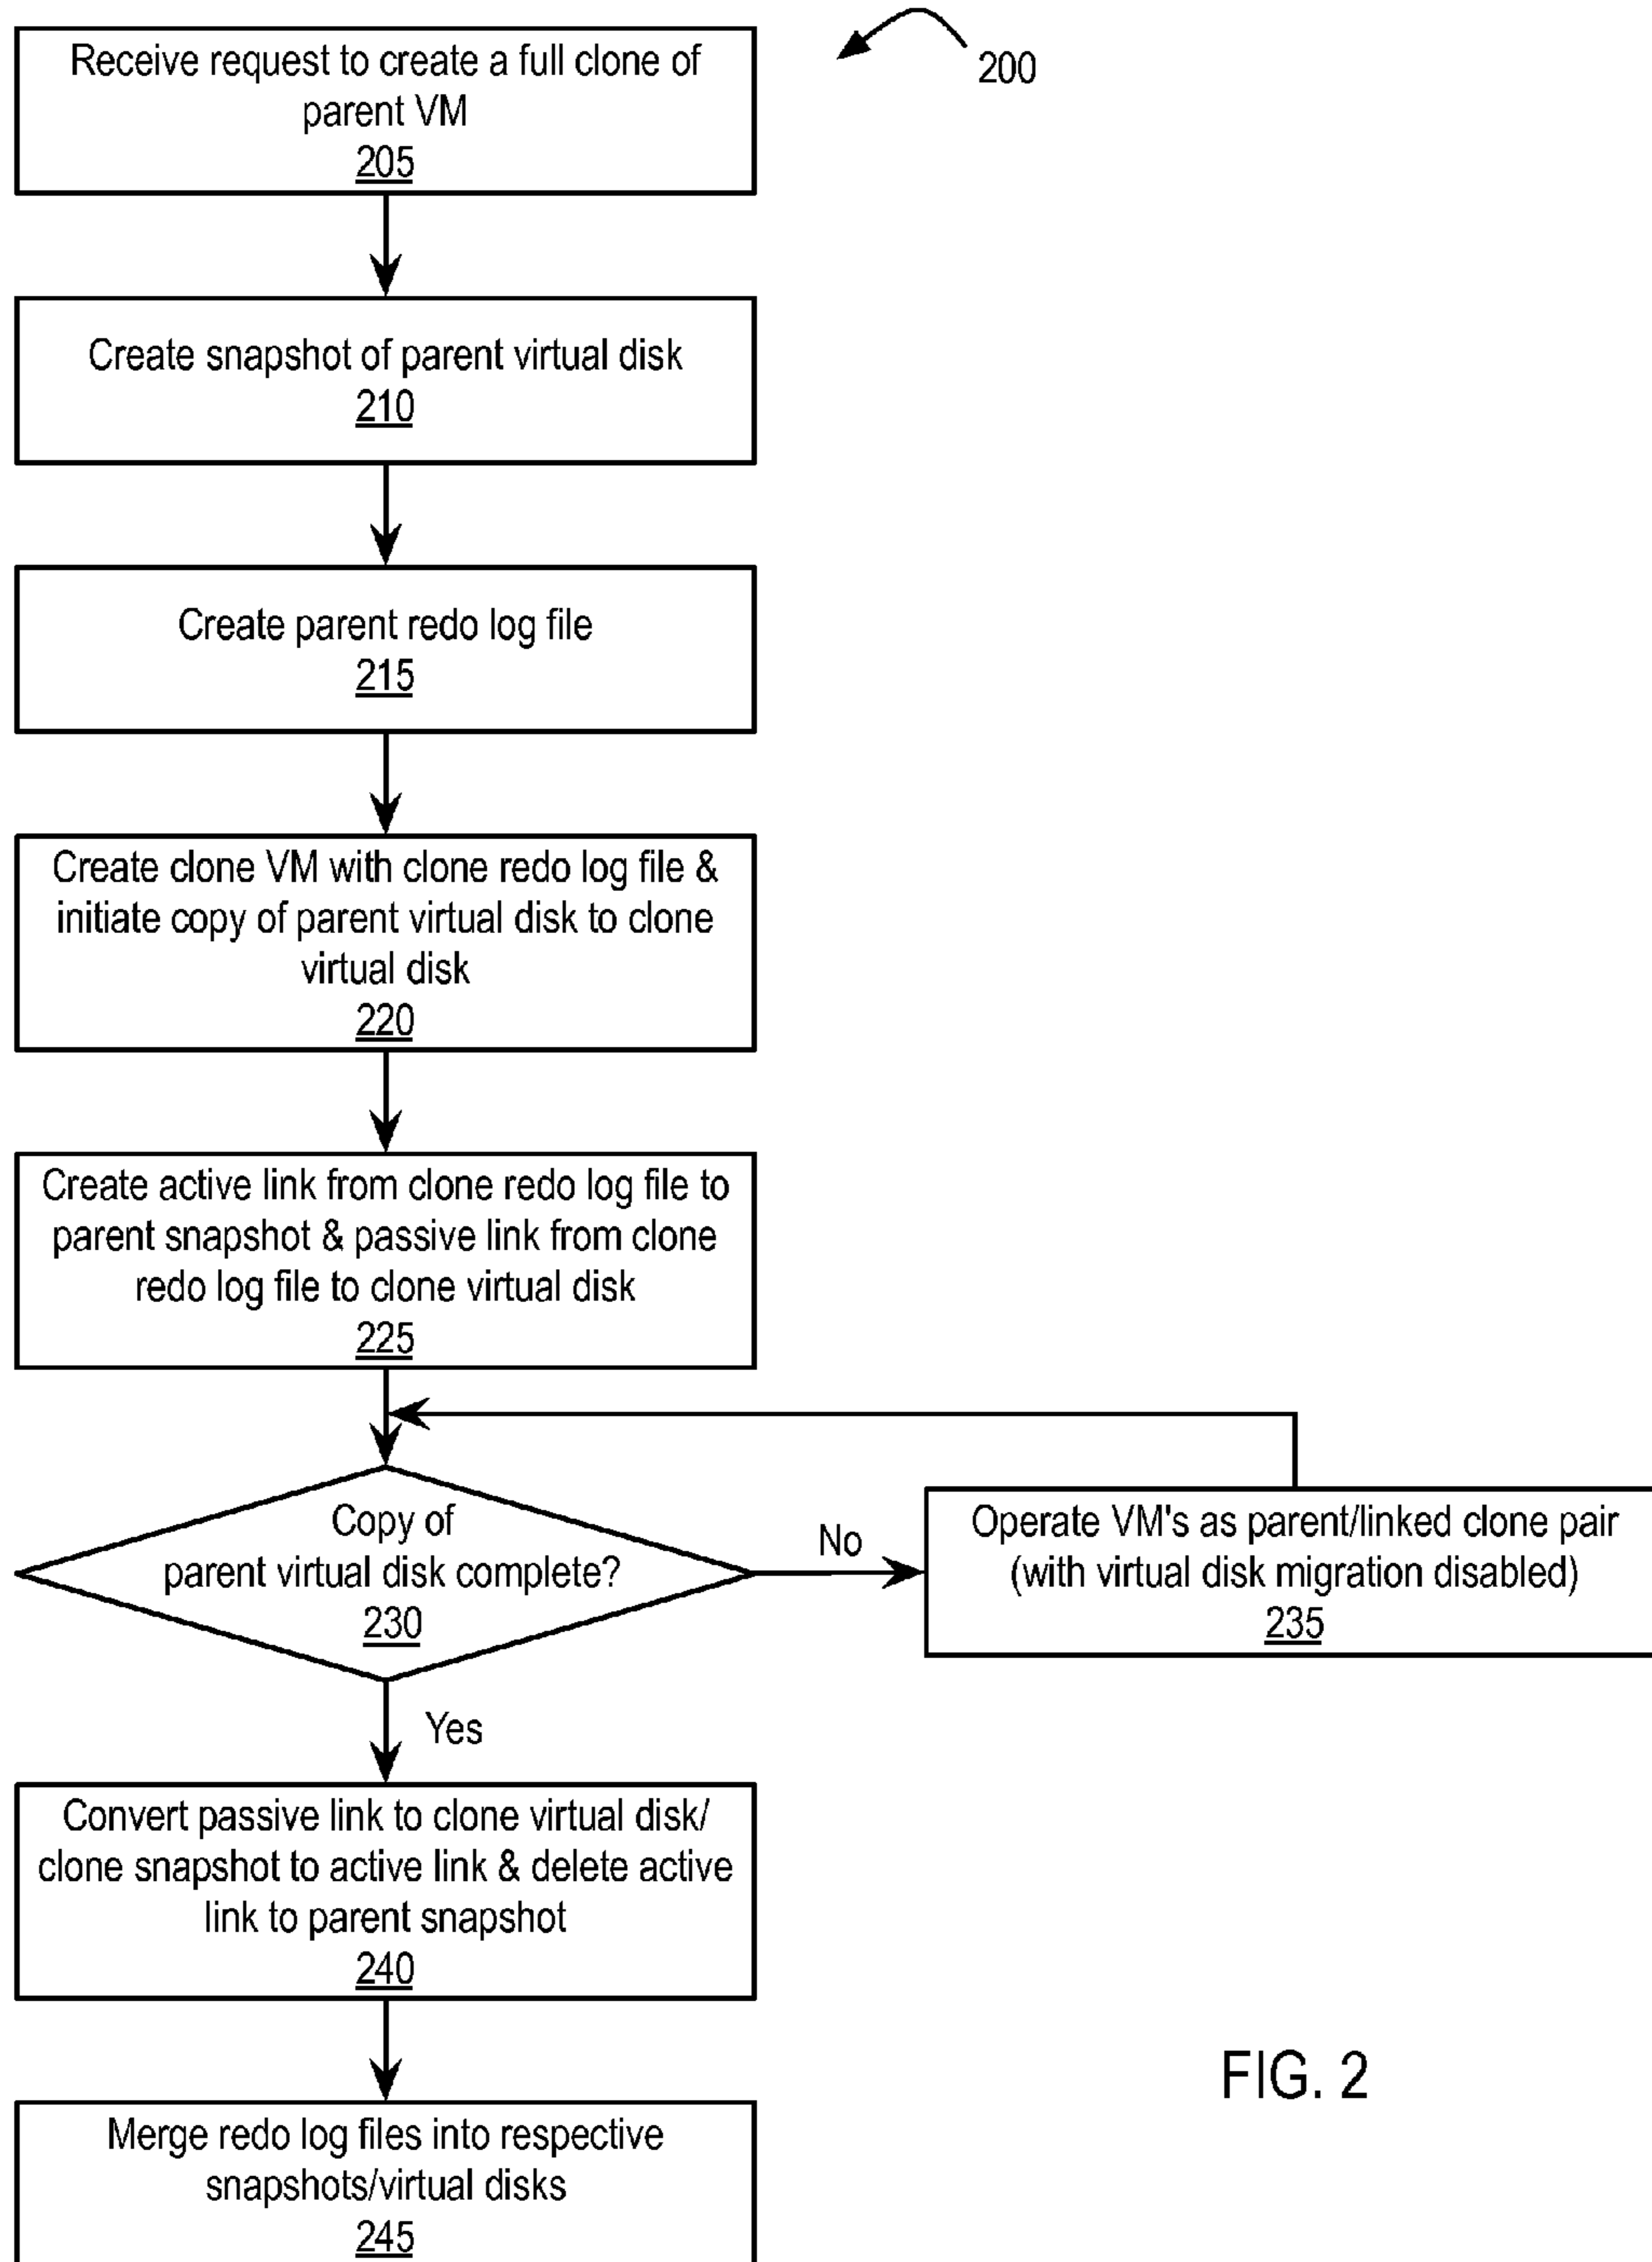 Receive request to create a full clone of
parent VM
205
200
Create snapshot of parent virtual disk
210
Create parent redo log file
215
Create clone VM with clone redo log file &
initiate copy of parent virtual disk to clone
virtual disk
220
Create active link from clone redo log file to
parent snapshot & passive link from clone
redo log file to clone virtual disk
225
Copy of
parent virtual disk complete?
230
No
Operate VM's as parent/linked clone pair
(with virtual disk migration disabled)
235
Yes
Convert passive link to clone virtual disk/
clone snapshot to active link & delete active
link to parent snapshot
240
Merge redo log files into respective
snapshots/virtual disks
245
FIG. 2